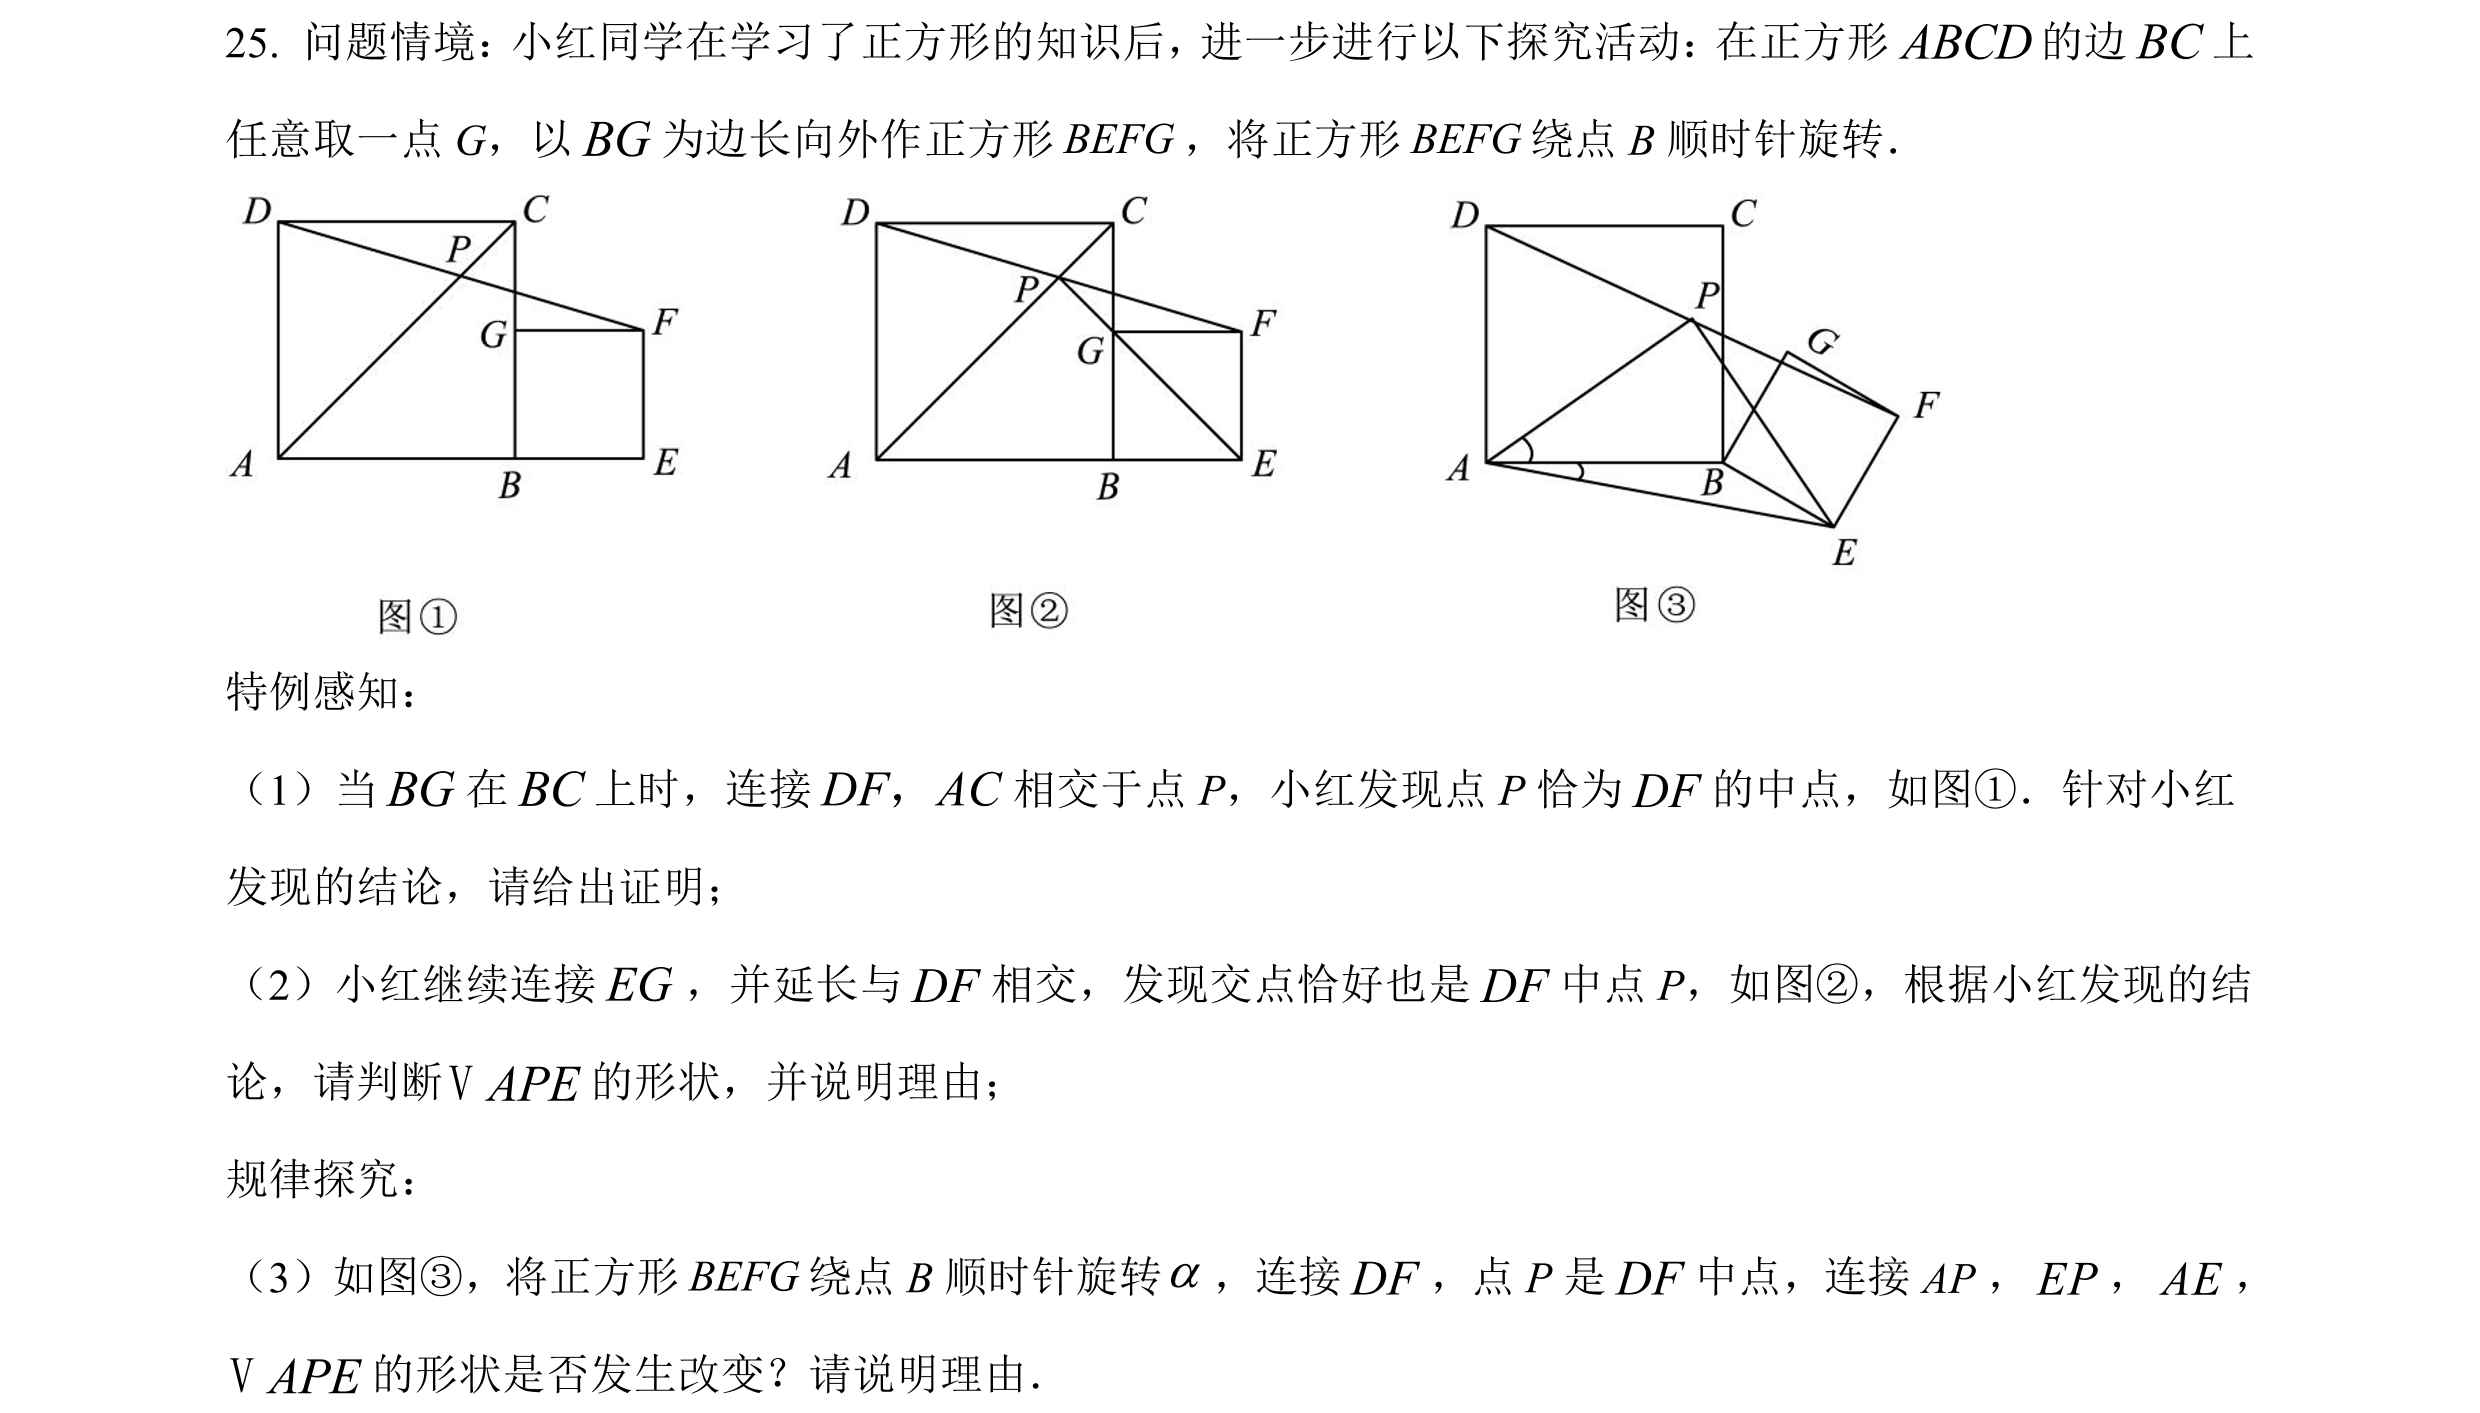 25. 问题情境：小红同学在学习了正方形的知识后，进一步进行以下探究活动：在正方形 ABCD 的边 BC 上
任意取一点 G，以 BG 为边长向外作正方形 BEFG，将正方形 BEFG 绕点 B 顺时针旋转．
D C P G F A B E
D C P G F A B E
D C P G F A B E
图① 图② 图③
特例感知：
（1）当 BG 在 BC 上时，连接 DF，AC 相交于点 P，小红发现点 P 恰为 DF 的中点，如图①．针对小红
发现的结论，请给出证明；
（2）小红继续连接 EG，并延长与 DF 相交，发现交点恰好也是 DF 中点 P，如图②，根据小红发现的结
论，请判断V APE 的形状，并说明理由；
规律探究：
（3）如图③，将正方形 BEFG 绕点 B 顺时针旋转 α，连接 DF，点 P 是 DF 中点，连接 AP，EP，AE，
V APE 的形状是否发生改变？请说明理由．